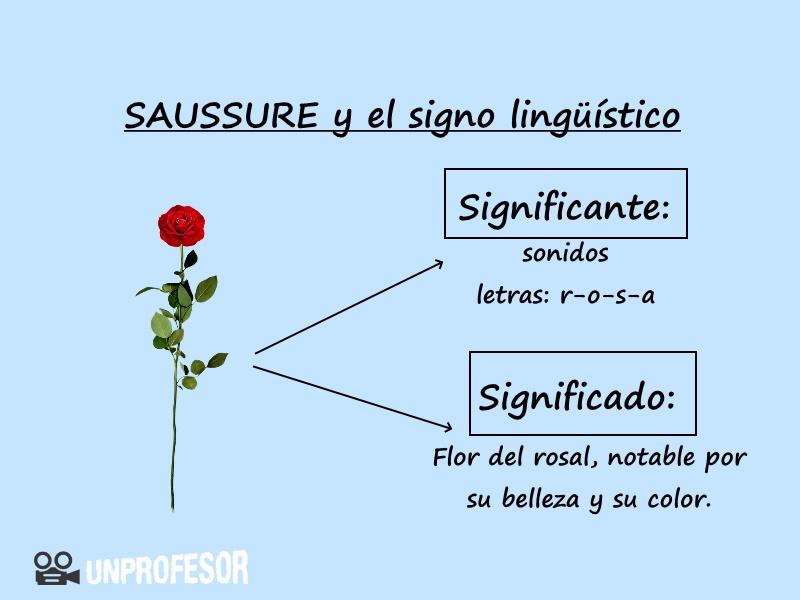 SAUSSURE y el signo lingüístico
Significante:
sonidos
letras: r-o-s-a
Significado:
Flor del rosal, notable por
su belleza y su color.
UNPROFESOR